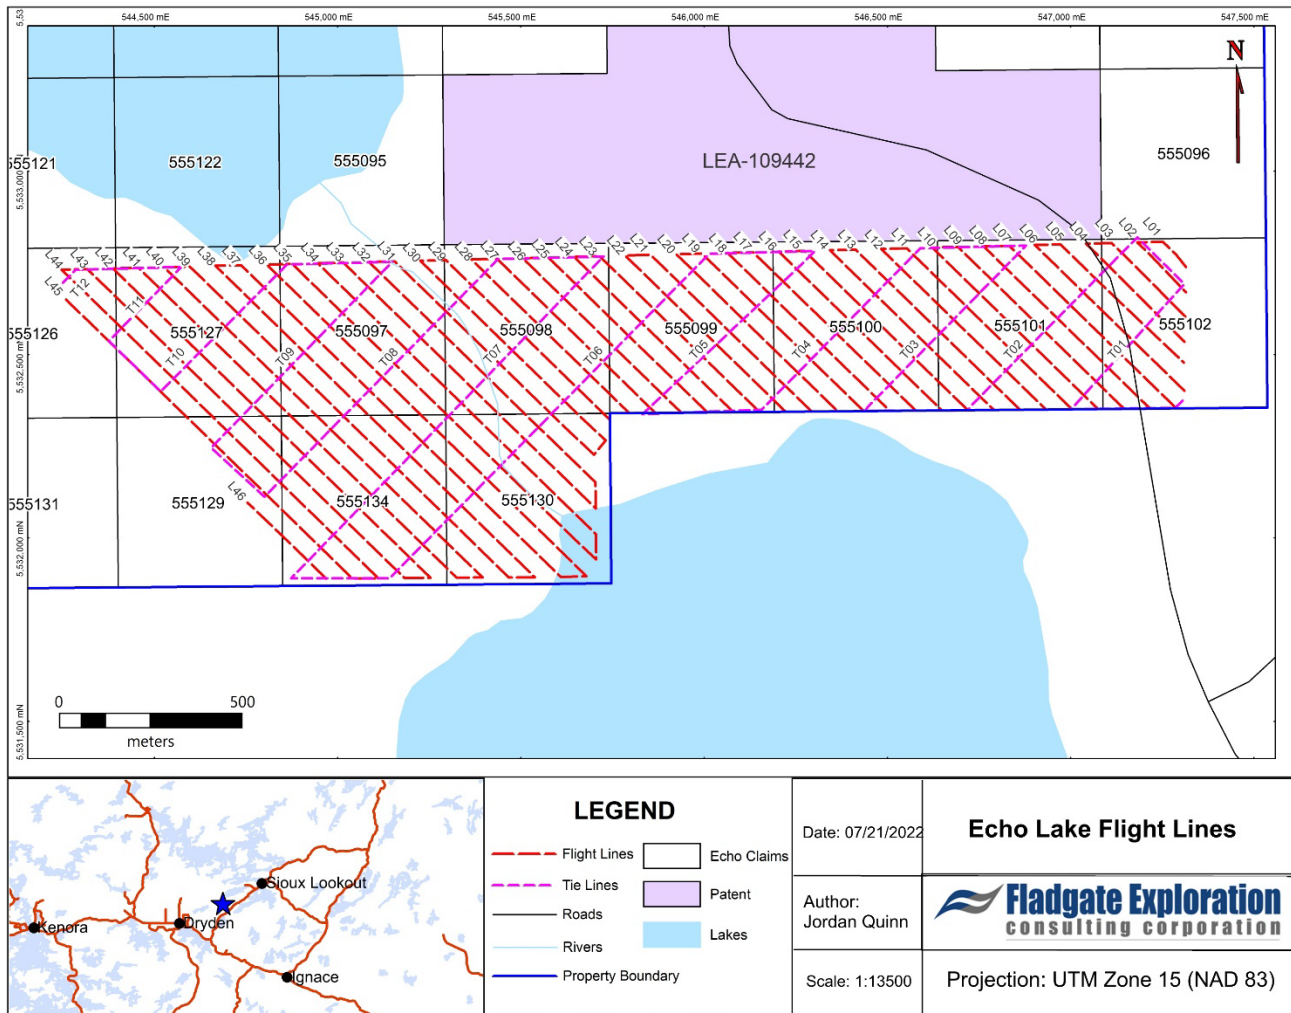 544,500 mE 545,000 mE 545,500 mE 546,000 mE 546,500 mE 547,000 mE 547,500 mE
5,53
5,533,000
5,532,500 mN
5,532,000 mN
5,531,500 mN
N
555121 555122 555095 LEA-109442 555096
L44 L43 L42 L41 L40 L39 L38 L37 L36 L35 L34 L33 L32 L31 L30 L29 L28 L27 L26 L25 L24 L23 L22 L21 L20 L19 L18 L17 L16 L15 L14 L13 L12 L11 L10 L09 L08 L07 L06 L05 L04 L03 L02 L01
L45 T12 T11 T10 T09 T08 T07 T06 T05 T04 T03 T02 T01
555126 555127 555097 555098 555099 555100 555101 555102
L46
555131 555129 555134 555130
0 500
meters
Sioux Lookout
Kenora
Dryden
Ignace
LEGEND
Flight Lines
Tie Lines
Roads
Rivers
Property Boundary
Echo Claims
Patent
Lakes
Date: 07/21/2022
Author:
Jordan Quinn
Scale: 1:13500
Echo Lake Flight Lines
Fladgate Exploration
consulting corporation
Projection: UTM Zone 15 (NAD 83)